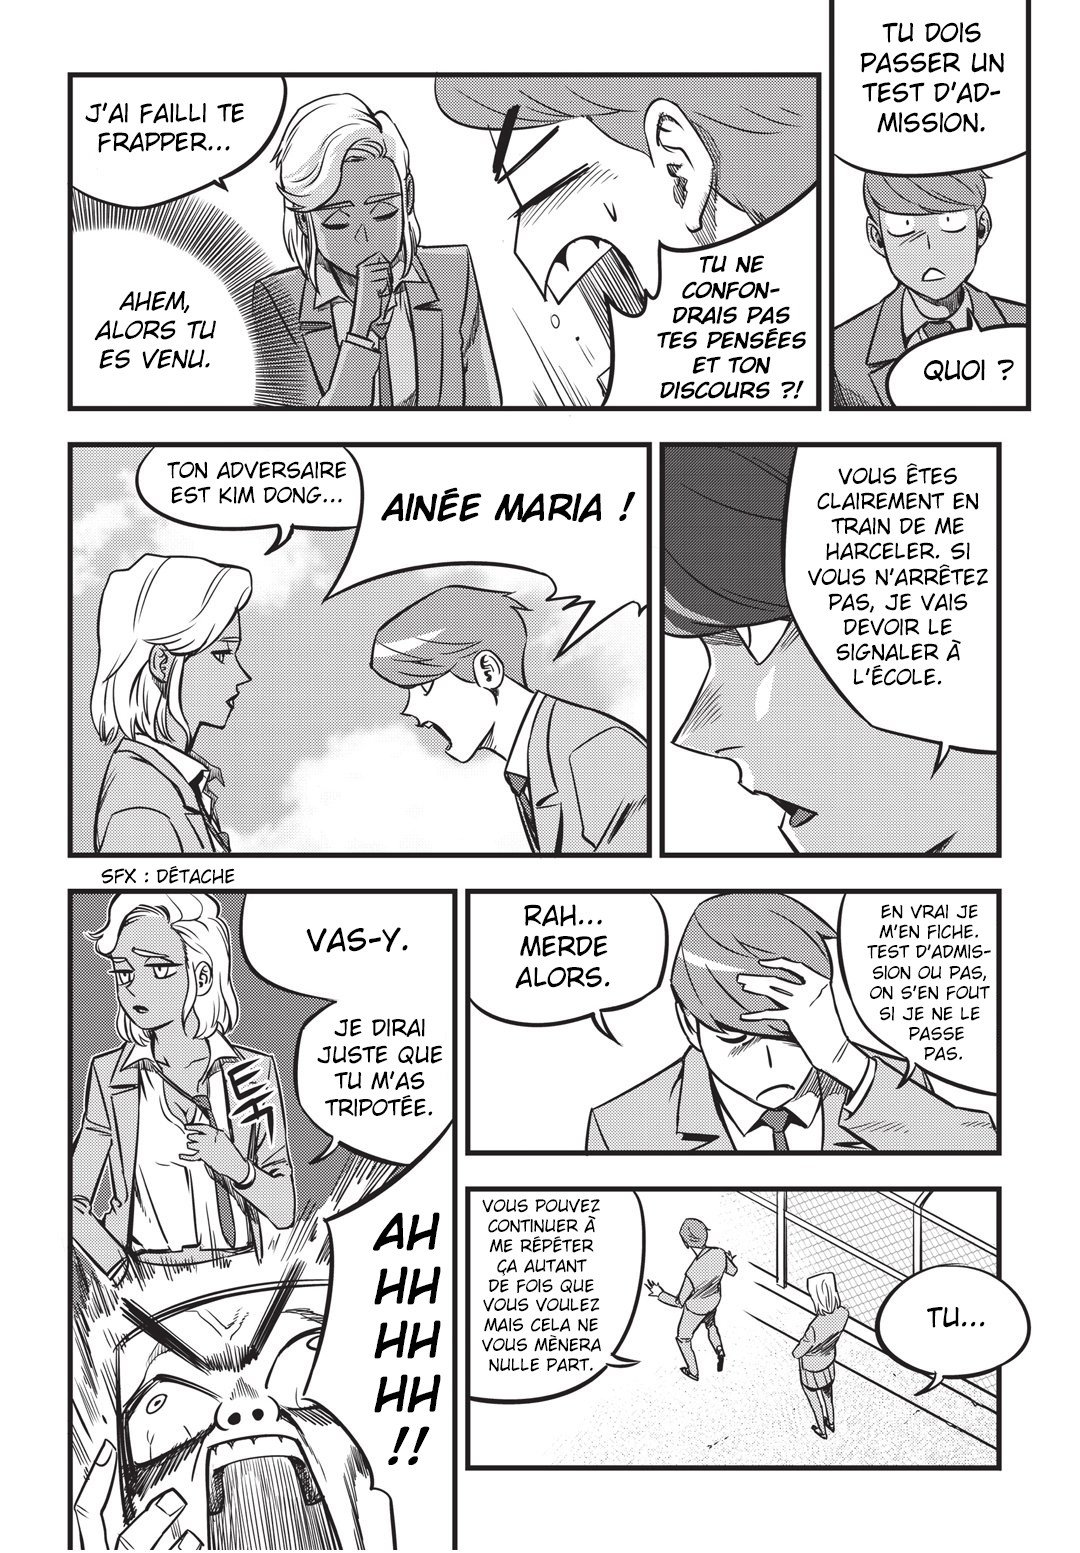 J'AI FAILLI TE
FRAPPER...
AHEM,
ALORS TU
ES VENU.
TU NE
CONFON-
DRAIS PAS
TES PENSÉES
ET TON
DISCOURS ?!
TU DOIS
PASSER UN
TEST D'AD-
MISSION.
QUOI ?
TON ADVERSAIRE
EST KIM DONG...
AINÉE MARIA !
VOUS ÊTES
CLAIREMENT EN
TRAIN DE ME
HARCELER. SI
VOUS N'ARRÊTEZ
PAS, JE VAIS
DEVOIR LE
SIGNALER À
L'ÉCOLE.
SFX : DÉTACHE
VAS-Y.
JE DIRAI
JUSTE QUE
TU M'AS
TRIPOTÉE.
AH
HH
HH
HH
!!
RAH...
MERDE
ALORS.
EN VRAI JE
M'EN FICHE.
TEST D'ADMIS-
SION OU PAS,
ON S'EN FOUT
SI JE NE LE
PASSE
PAS.
VOUS POUVEZ
CONTINUER À
ME RÉPÉTER
ÇA AUTANT
DE FOIS QUE
VOUS VOULEZ
MAIS CELA NE
VOUS MÈNERA
NULLE PART.
TU...